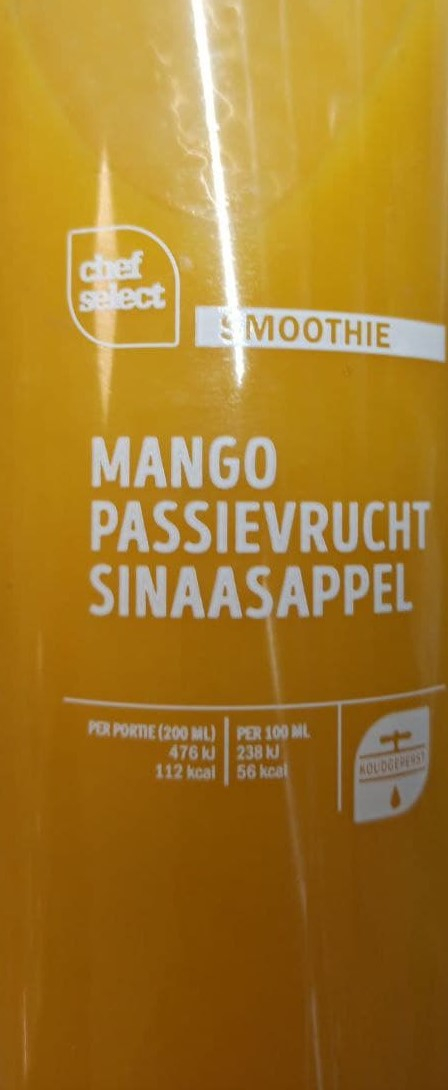 chef
select
SMOOTHIE
MANGO
PASSIEVRUCHT
SINAASAPPEL
PER PORTIE (200 ML)
476 kJ
112 kcal
PER 100 ML
238 kJ
56 kcal
KOUDGEPERST